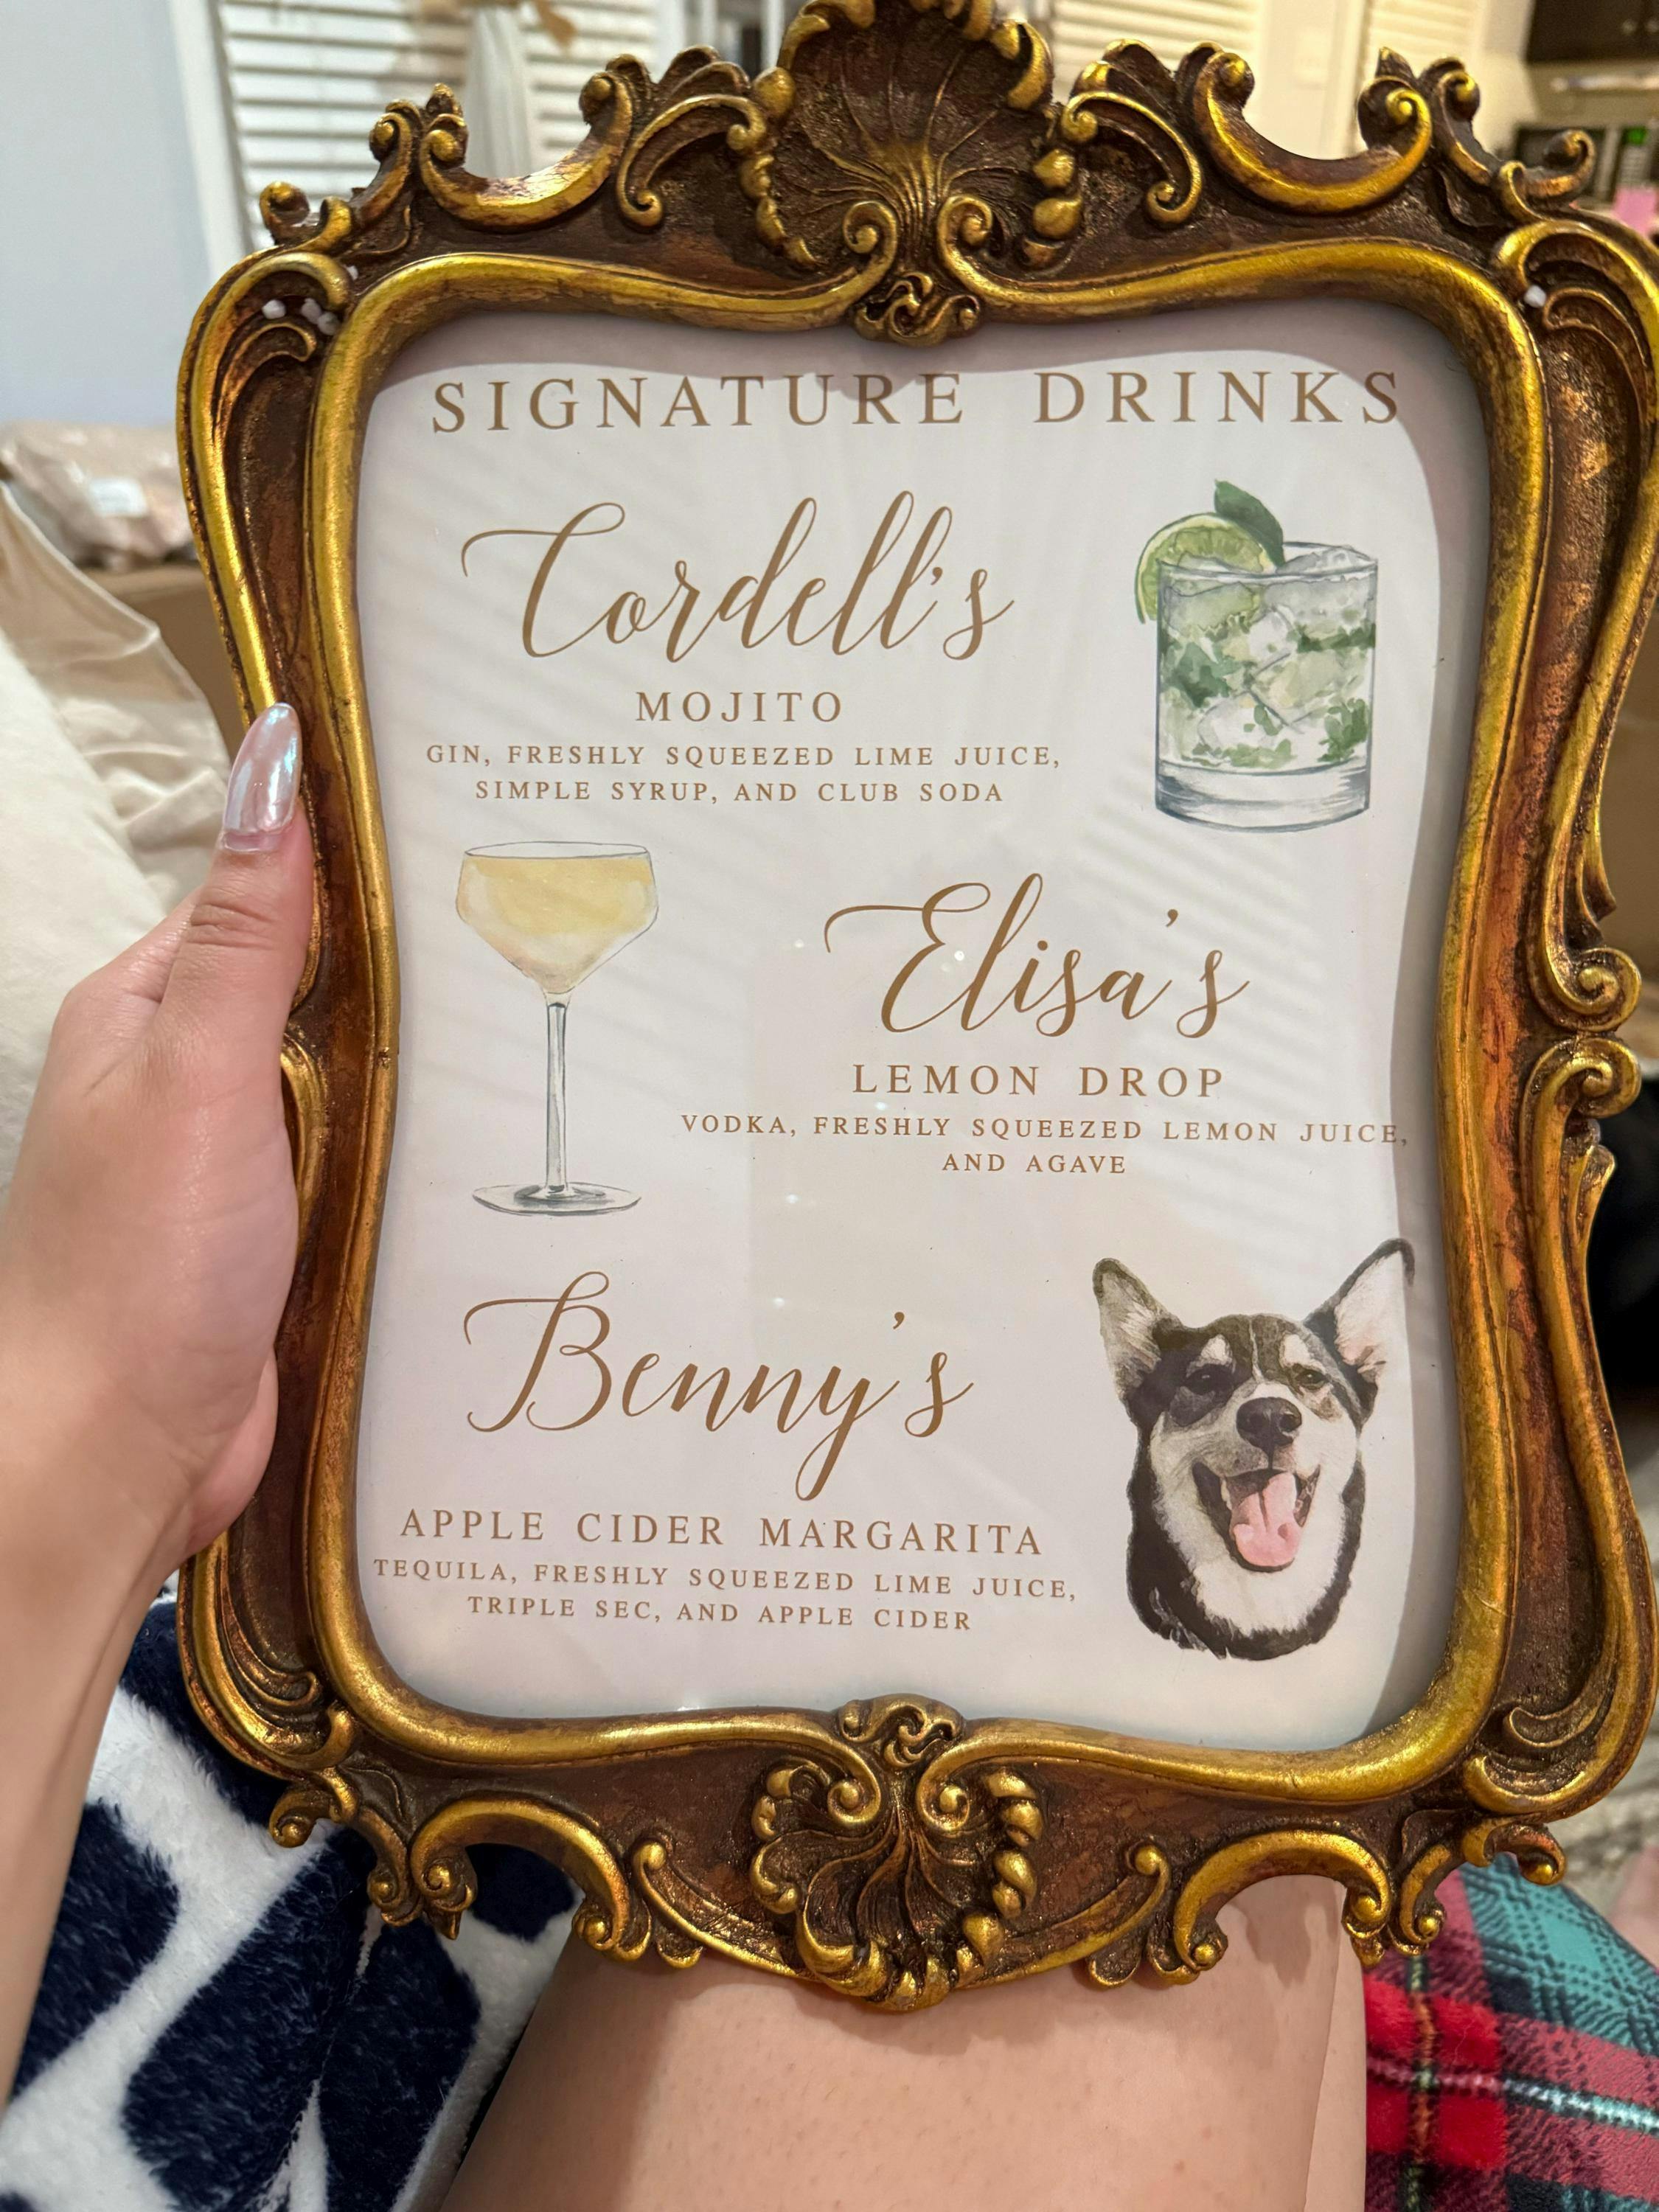 SIGNATURE DRINKS
Cordell's
MOJITO
GIN, FRESHLY SQUEEZED LIME JUICE,
SIMPLE SYRUP, AND CLUB SODA
Elisa's
LEMON DROP
VODKA, FRESHLY SQUEEZED LEMON JUICE,
AND AGAVE
Benny's
APPLE CIDER MARGARITA
TEQUILA, FRESHLY SQUEEZED LIME JUICE,
TRIPLE SEC, AND APPLE CIDER